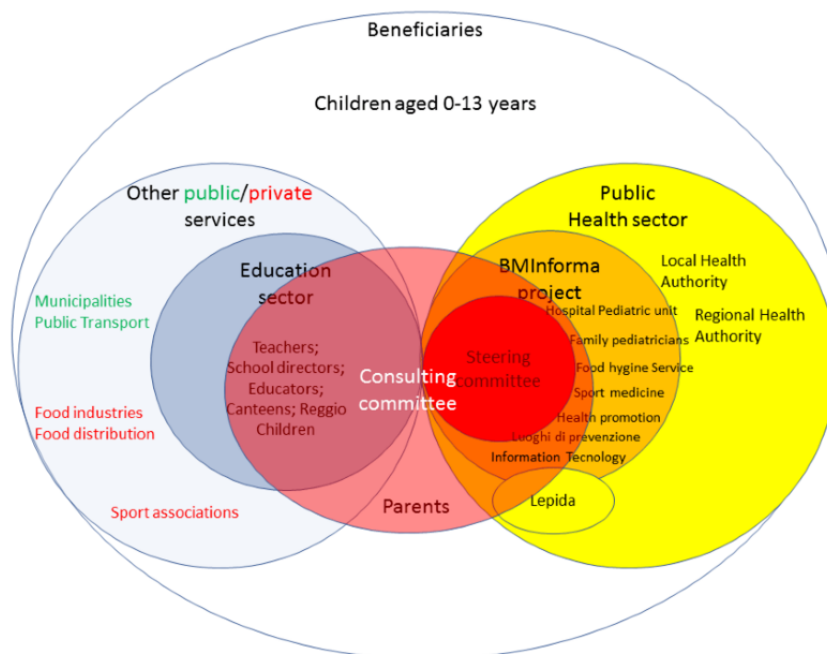 Beneficiaries
Children aged 0-13 years
Other public/private
services
Public
Health sector
Education
sector
BMInforma
project
Local Health
Authority
Regional Health
Authority
Municipalities
Public Transport
Hospital Pediatric unit
Family pediatricians
Food hygine Service
Sport medicine
Health promotion
Luoghi di prevenzione
Information Tecnology
Steering
committee
Teachers;
School directors;
Educators;
Canteens; Reggio
Children
Consulting
committee
Food industries
Food distribution
Sport associations
Parents
Lepida